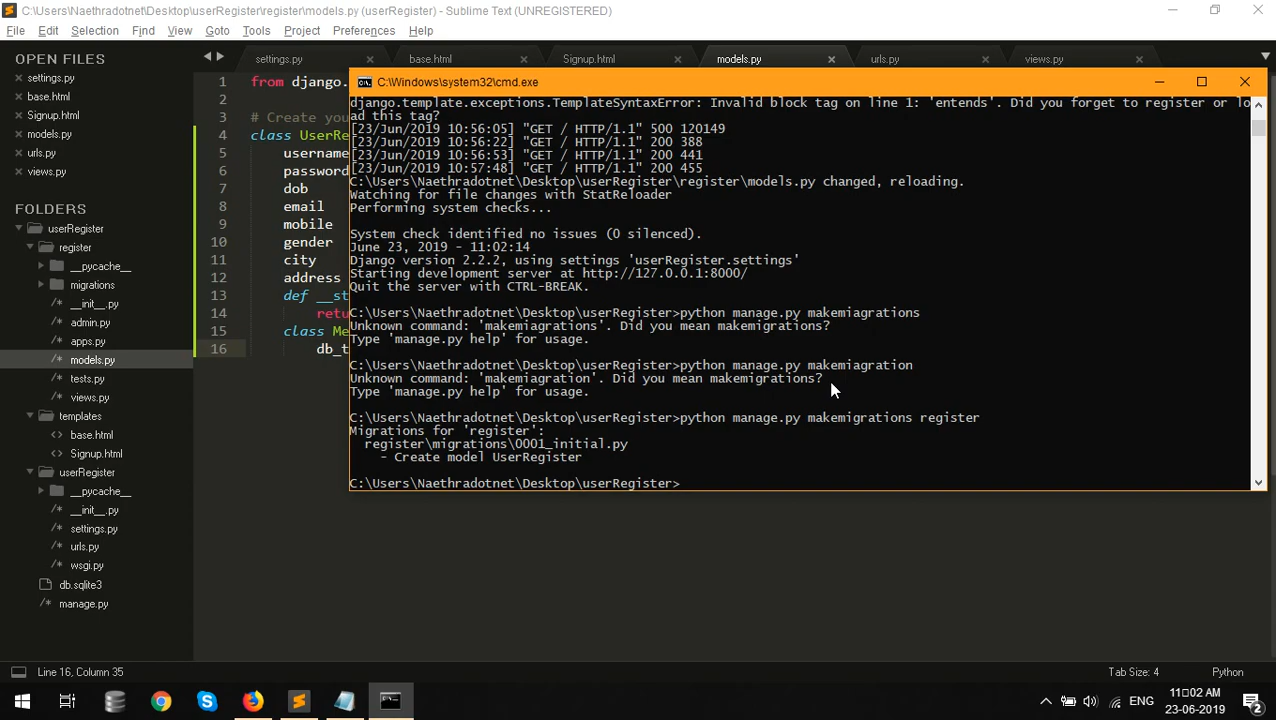 C:\Users\Naethradotnet\Desktop\userRegister\register\models.py (userRegister) - Sublime Text (UNREGISTERED)
File Edit Selection Find View Goto Tools Project Preferences Help
OPEN FILES
settings.py
base.html
Signup.html
models.py
urls.py
views.py
FOLDERS
userRegister
register
__pycache__
migrations
__init__.py
admin.py
apps.py
models.py
tests.py
views.py
templates
base.html
Signup.html
userRegister
__pycache__
__init__.py
settings.py
urls.py
wsgi.py
db.sqlite3
manage.py
settings.py base.html Signup.html models.py urls.py views.py
1 from django.
2
3 # Create you
4 class UserRe
5 username
6 password
7 dob
8 email
9 mobile
10 gender
11 city
12 address
13 def __st
14 retu
15 class Me
16 db_t
C:\Windows\system32\cmd.exe
django.template.exceptions.TemplateSyntaxError: Invalid block tag on line 1: 'entends'. Did you forget to register or lo
ad this tag?
[23/Jun/2019 10:56:05] "GET / HTTP/1.1" 500 120149
[23/Jun/2019 10:56:22] "GET / HTTP/1.1" 200 388
[23/Jun/2019 10:56:53] "GET / HTTP/1.1" 200 441
[23/Jun/2019 10:57:48] "GET / HTTP/1.1" 200 455
C:\Users\Naethradotnet\Desktop\userRegister\register\models.py changed, reloading.
Watching for file changes with StatReloader
Performing system checks...
System check identified no issues (0 silenced).
June 23, 2019 - 11:02:14
Django version 2.2.2, using settings 'userRegister.settings'
Starting development server at http://127.0.0.1:8000/
Quit the server with CTRL-BREAK.
C:\Users\Naethradotnet\Desktop\userRegister>python manage.py makemiagrations
Unknown command: 'makemiagrations'. Did you mean makemigrations?
Type 'manage.py help' for usage.
C:\Users\Naethradotnet\Desktop\userRegister>python manage.py makemiagration
Unknown command: 'makemiagration'. Did you mean makemigrations?
Type 'manage.py help' for usage.
C:\Users\Naethradotnet\Desktop\userRegister>python manage.py makemigrations register
Migrations for 'register':
register\migrations\0001_initial.py
- Create model UserRegister
C:\Users\Naethradotnet\Desktop\userRegister>
Line 16, Column 35
Tab Size: 4
Python
ENG
11:02 AM
23-06-2019
2